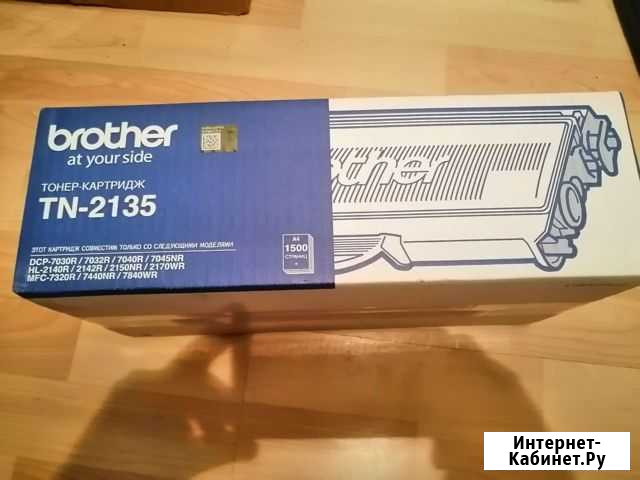 brother
at your side
ТОНЕР-КАРТРИДЖ
TN-2135
ЭТОТ КАРТРИДЖ СОВМЕСТИМ ТОЛЬКО СО СЛЕДУЮЩИМИ МОДЕЛЯМИ
DCP-7030R / 7032R / 7040R / 7045NR
HL-2140R / 2142R / 2150NR / 2170WR
MFC-7320R / 7440NR / 7840WR
A4
1500
СТРАНИЦ
brother
Интернет-
Кабинет.Ру